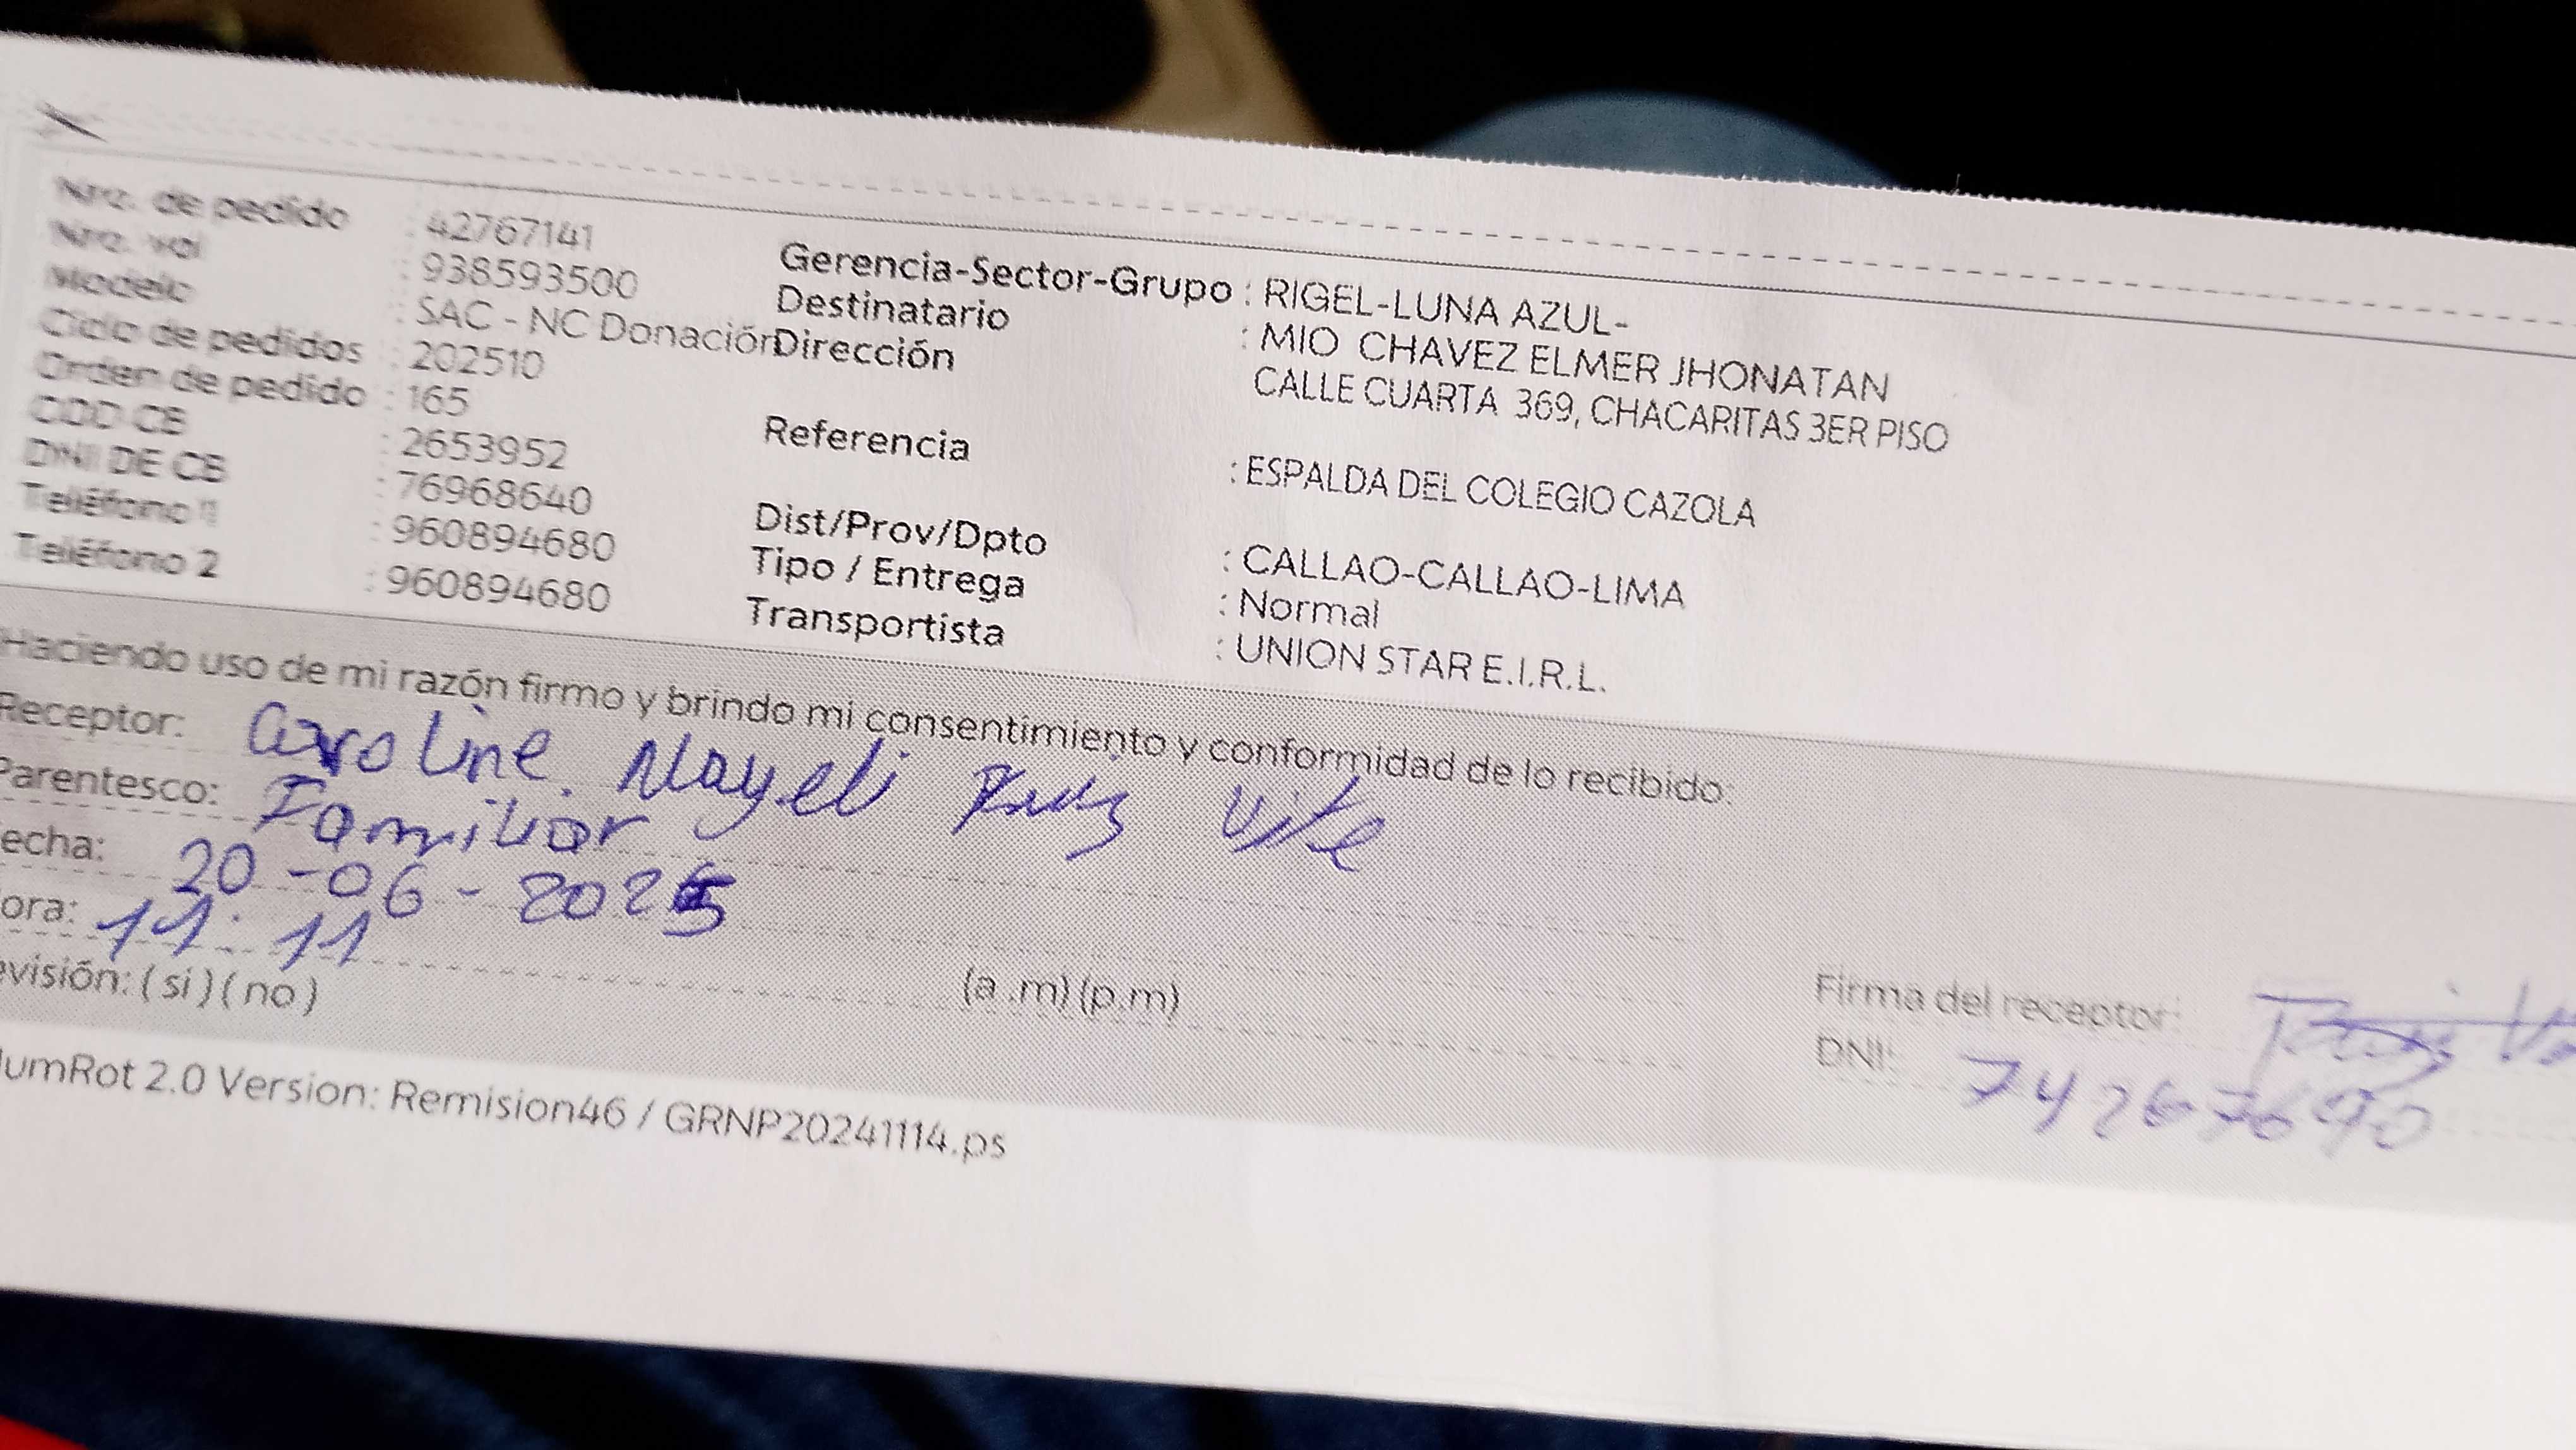 Nro. de pedido : 42767141
Nro. val : 938593500
Modelo : SAC - NC Donación
Ciclo de pedidos : 202510
Orden de pedido : 165
COD CB : 2653952
DNI DE CB : 76968640
Teléfono 1 : 960894680
Teléfono 2 : 960894680
Gerencia-Sector-Grupo : RIGEL-LUNA AZUL-
Destinatario : MIO CHAVEZ ELMER JHONATAN
Dirección CALLE CUARTA 369, CHACARITAS 3ER PISO
Referencia : ESPALDA DEL COLEGIO CAZOLA
Dist/Prov/Dpto : CALLAO-CALLAO-LIMA
Tipo / Entrega : Normal
Transportista : UNION STAR E.I.R.L.
Haciendo uso de mi razón firmo y brindo mi consentimiento y conformidad de lo recibido:
Receptor: Caroline Nayeli Ruiz Vite
Parentesco: Familiar
echa: 20-06-2025
ora: 11:11 (a .m) (p.m)
evisión: ( si ) ( no )
Firma del receptor:
DNI:
umRot 2.0 Version: Remision46 / GRNP20241114.ps